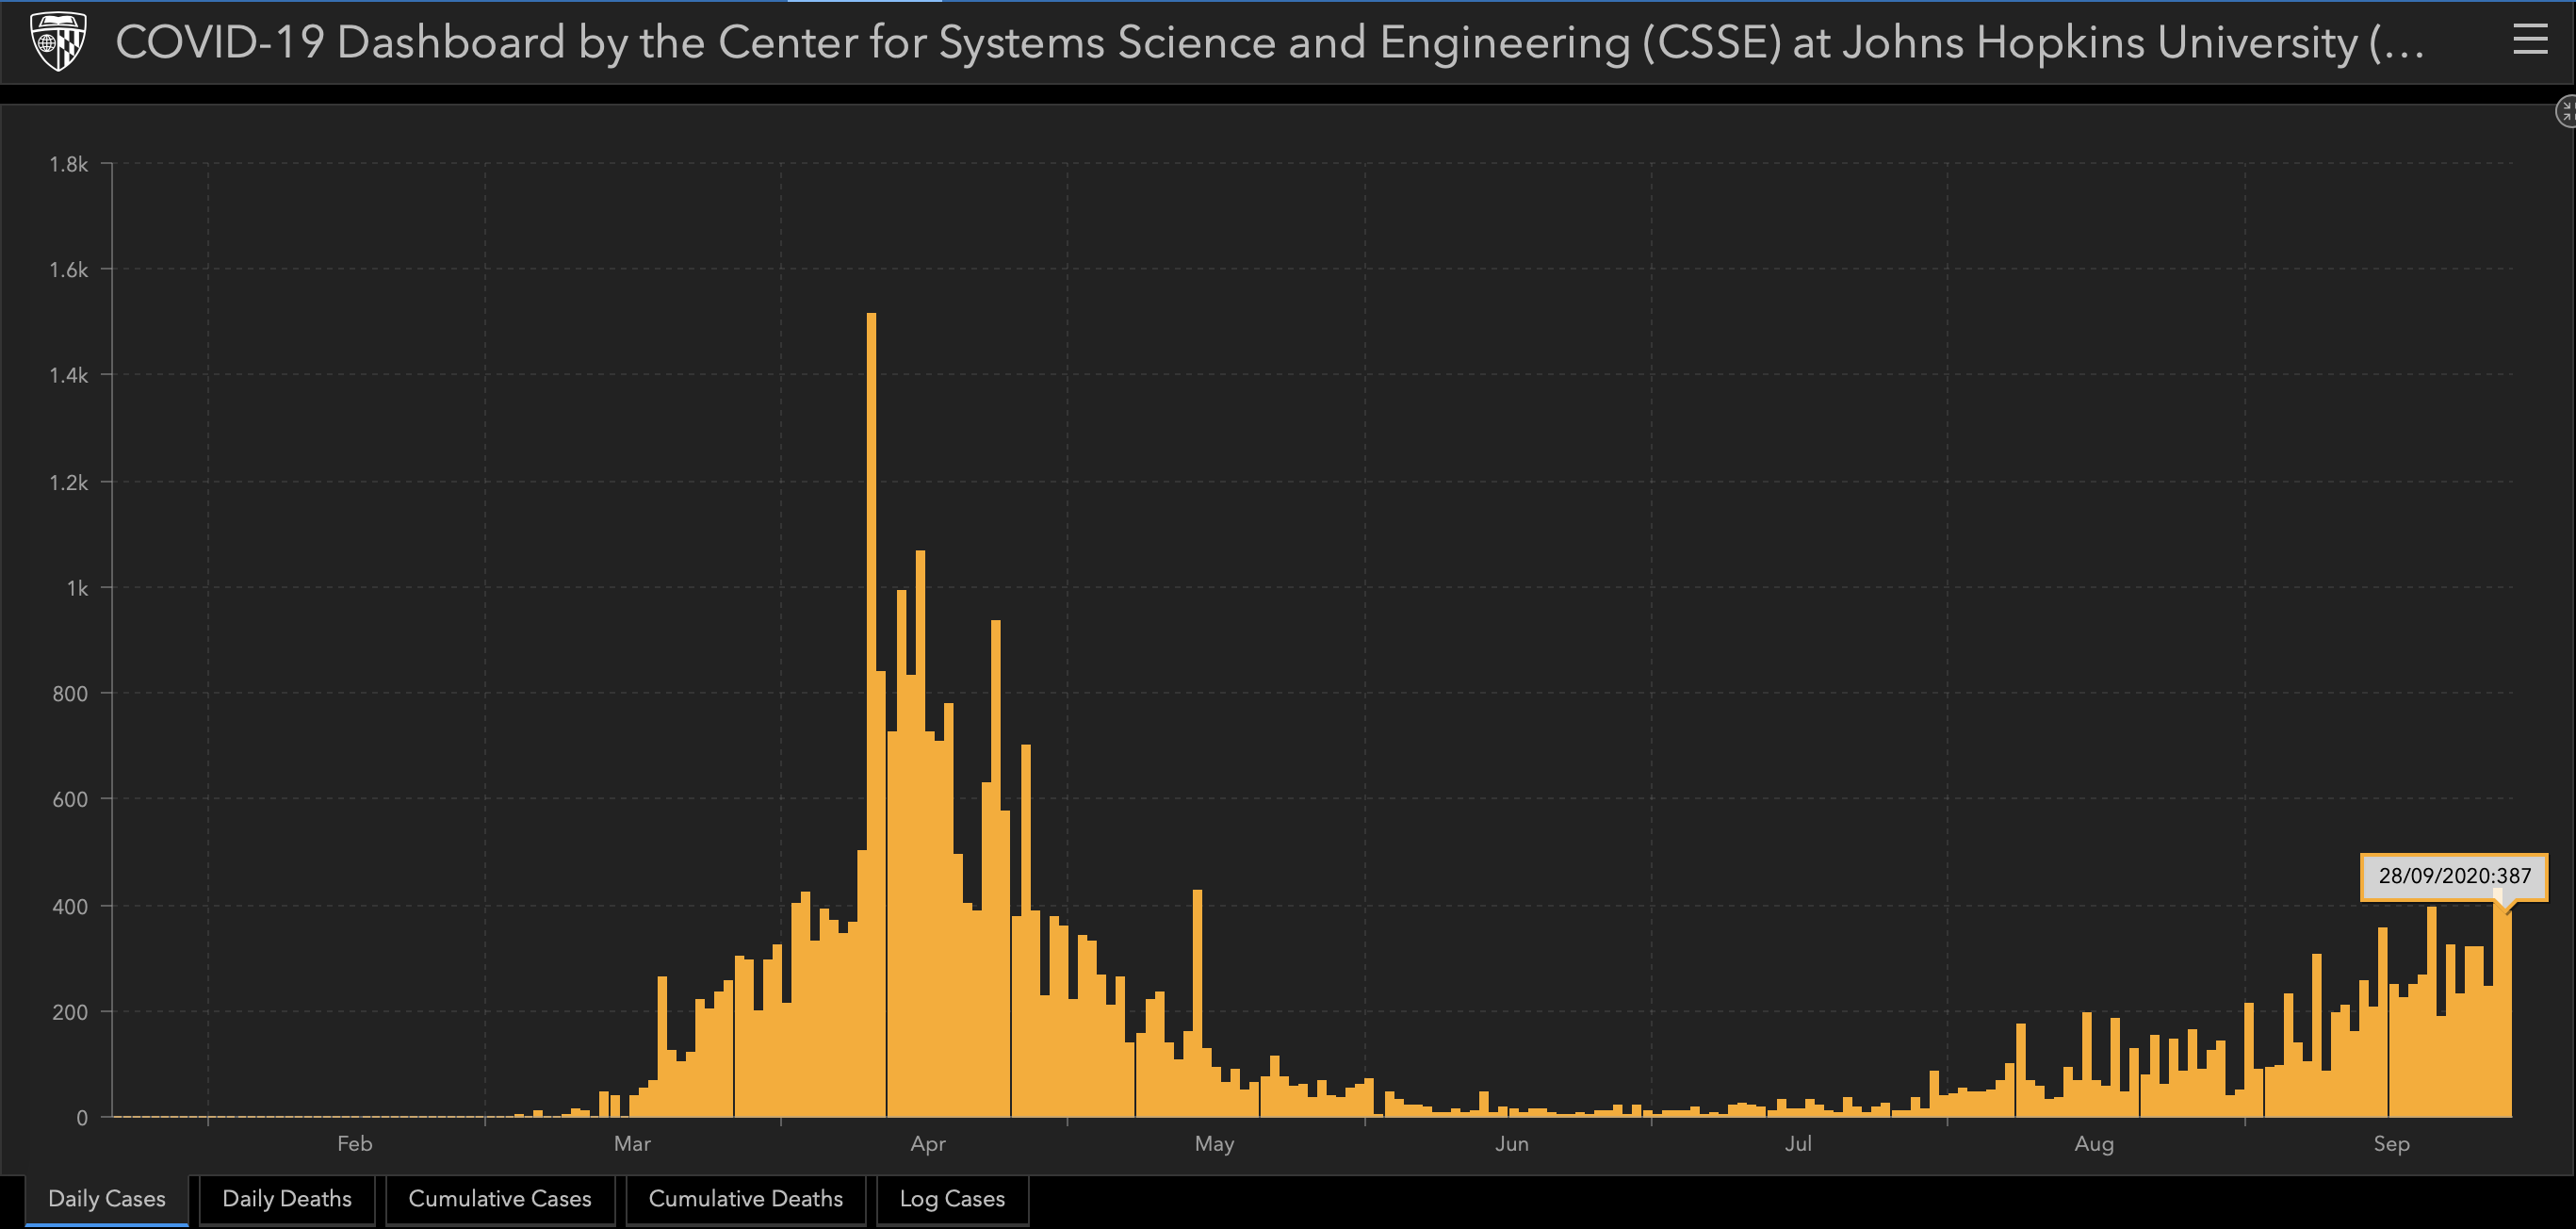 COVID-19 Dashboard by the Center for Systems Science and Engineering (CSSE) at Johns Hopkins University (...
1.8k
1.6k
1.4k
1.2k
1k
800
600
400
200
0
28/09/2020:387
Feb Mar Apr May Jun Jul Aug Sep
Daily Cases Daily Deaths Cumulative Cases Cumulative Deaths Log Cases